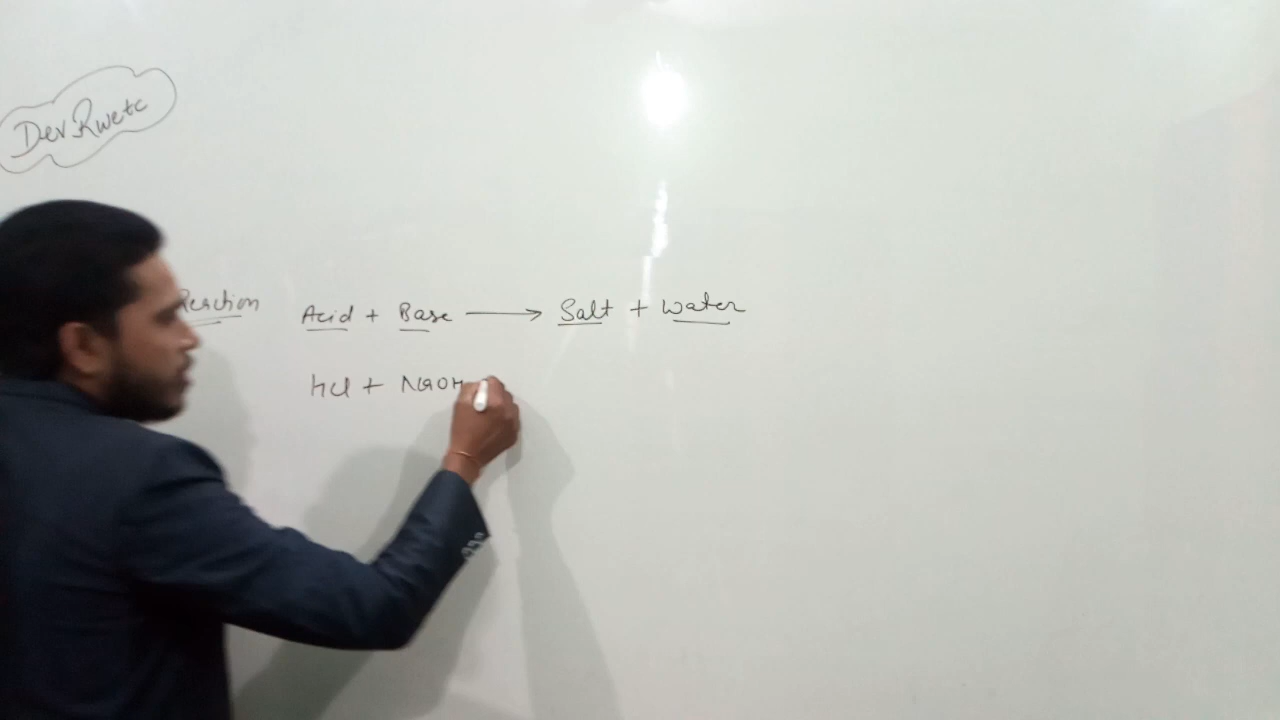 Dev Rwetc
Reaction Acid + Base ⟶ Salt + Water
HCl + NaOH